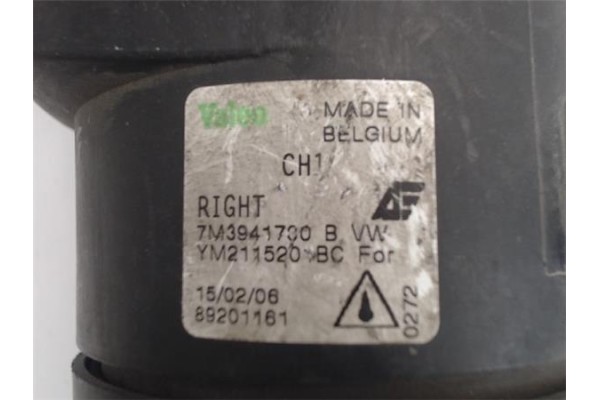 Valeo
MADE IN
BELGIUM
CH1
RIGHT
7M3941700 B VW
YM211520 BC For
15/02/06
89201161
0272